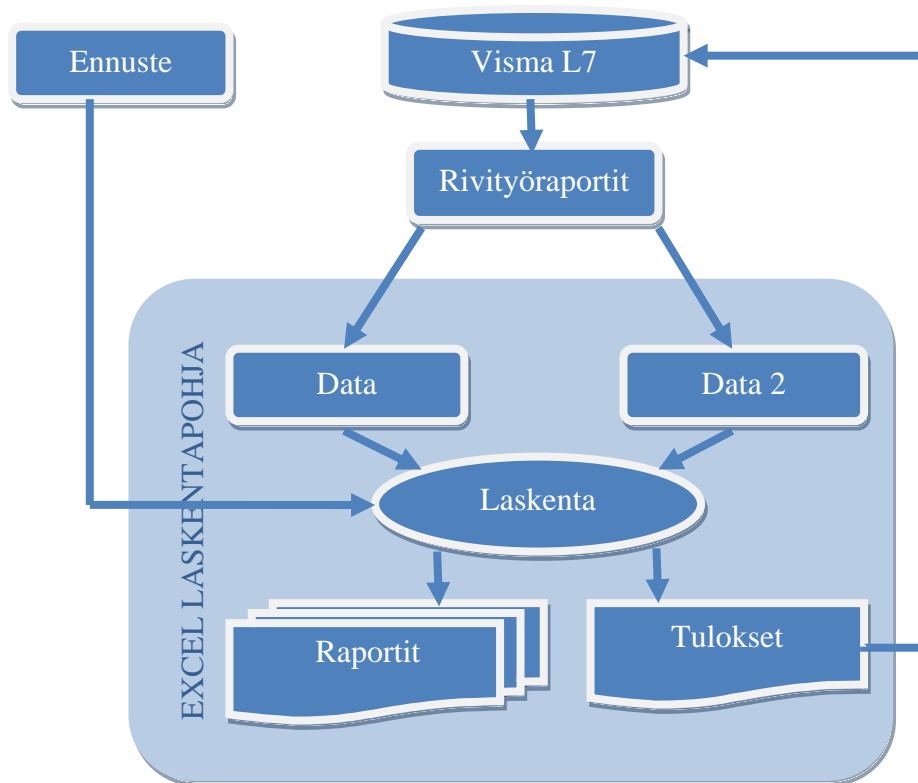 Ennuste
Visma L7
Rivityöraportit
EXCEL LASKENTAPOHJA
Data
Data 2
Laskenta
Raportit
Tulokset